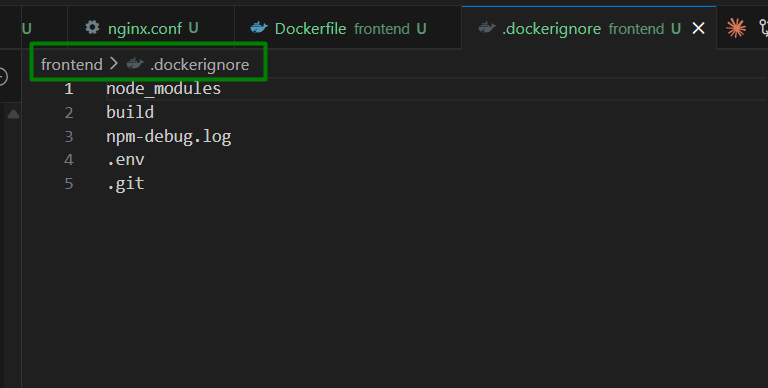 U nginx.conf U Dockerfile frontend U .dockerignore frontend U
frontend > .dockerignore
1 node_modules
2 build
3 npm-debug.log
4 .env
5 .git